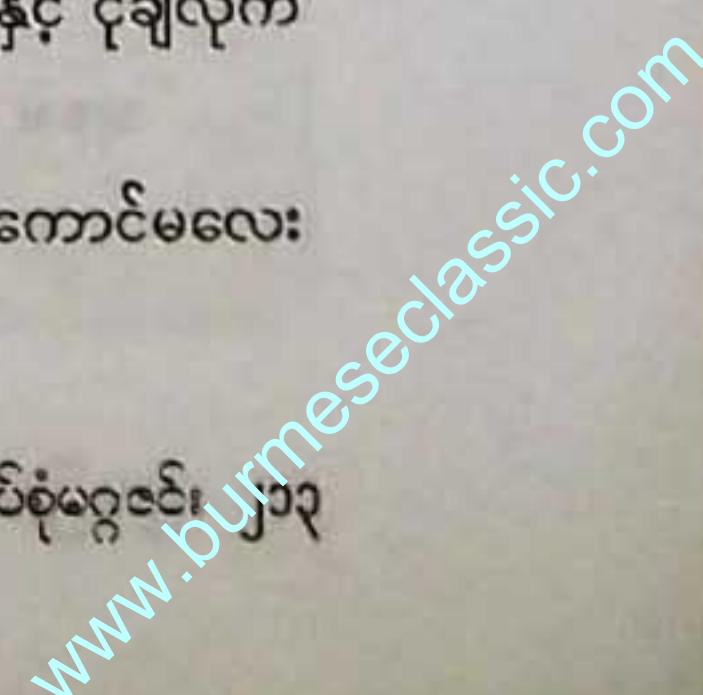 နှင့် ငုံ့ချလိုက်
ကောင်မလေး
ပ်စုံမဂ္ဂဇင်း ၂၁၃
www.burmeseclassic.com